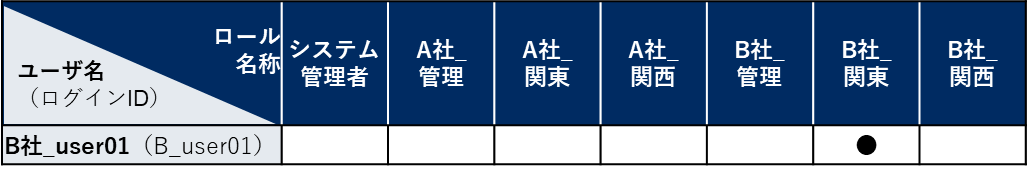 ロール
名称
ユーザ名
（ログインID）
システム
管理者
A社_
管理
A社_
関東
A社_
関西
B社_
管理
B社_
関東
B社_
関西
B社_user01（B_user01） ●